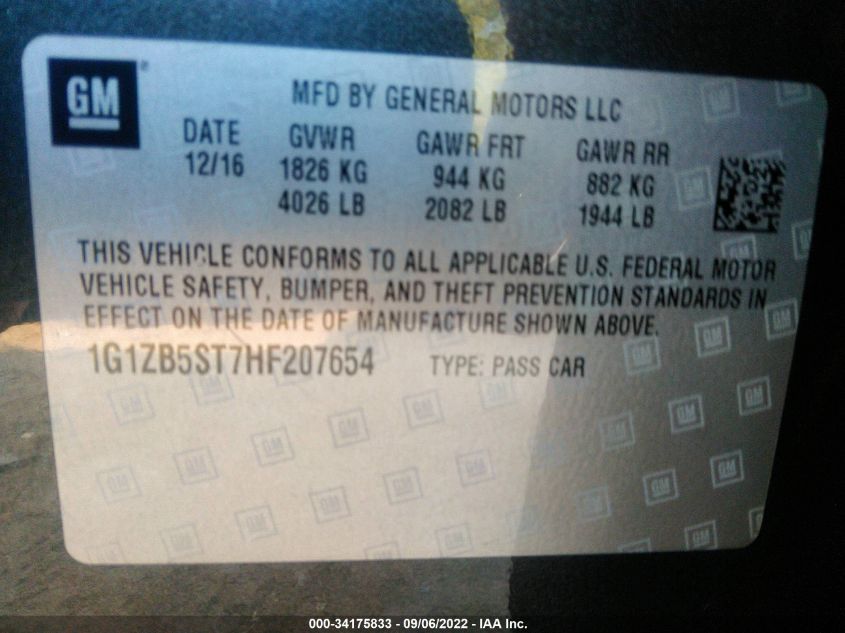 GM
MFD BY GENERAL MOTORS LLC
DATE GVWR GAWR FRT GAWR RR
12/16 1826 KG 944 KG 882 KG
4026 LB 2082 LB 1944 LB
THIS VEHICLE CONFORMS TO ALL APPLICABLE U.S. FEDERAL MOTOR
VEHICLE SAFETY, BUMPER, AND THEFT PREVENTION STANDARDS IN
EFFECT ON THE DATE OF MANUFACTURE SHOWN ABOVE.
1G1ZB5ST7HF207654 TYPE: PASS CAR
000-34175833 - 09/06/2022 - IAA Inc.